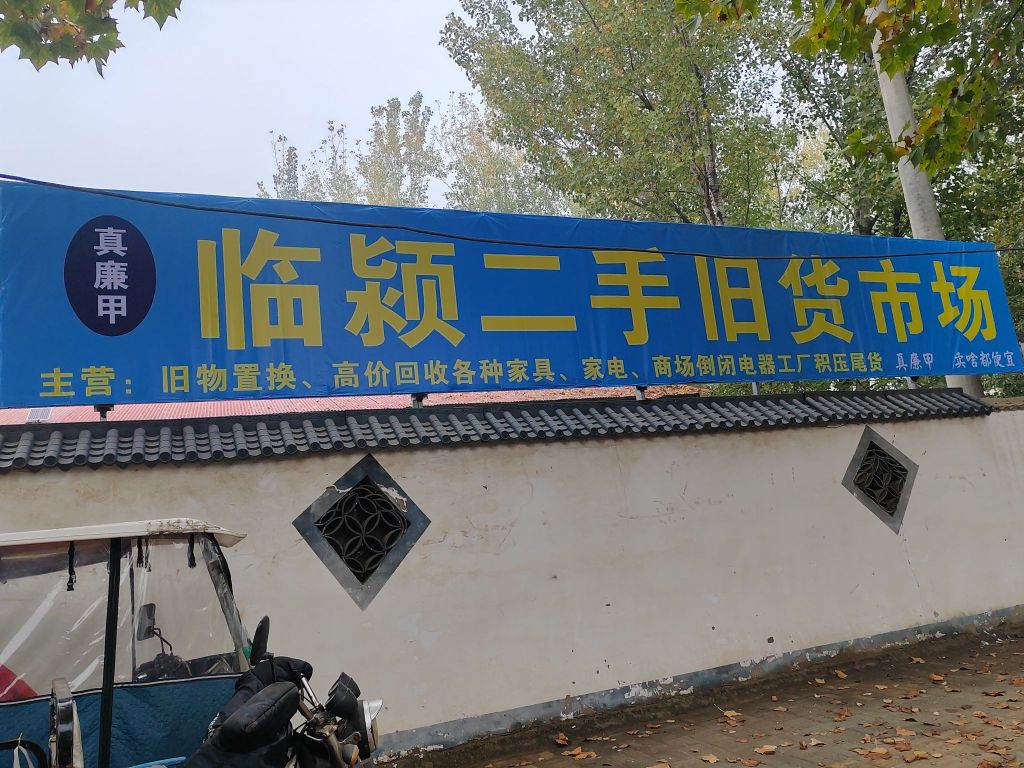 真廉甲
临颍二手旧货市场
主营：旧物置换、高价回收各种家具、家电、商场倒闭电器工厂积压尾货
真廉甲 卖啥都便宜